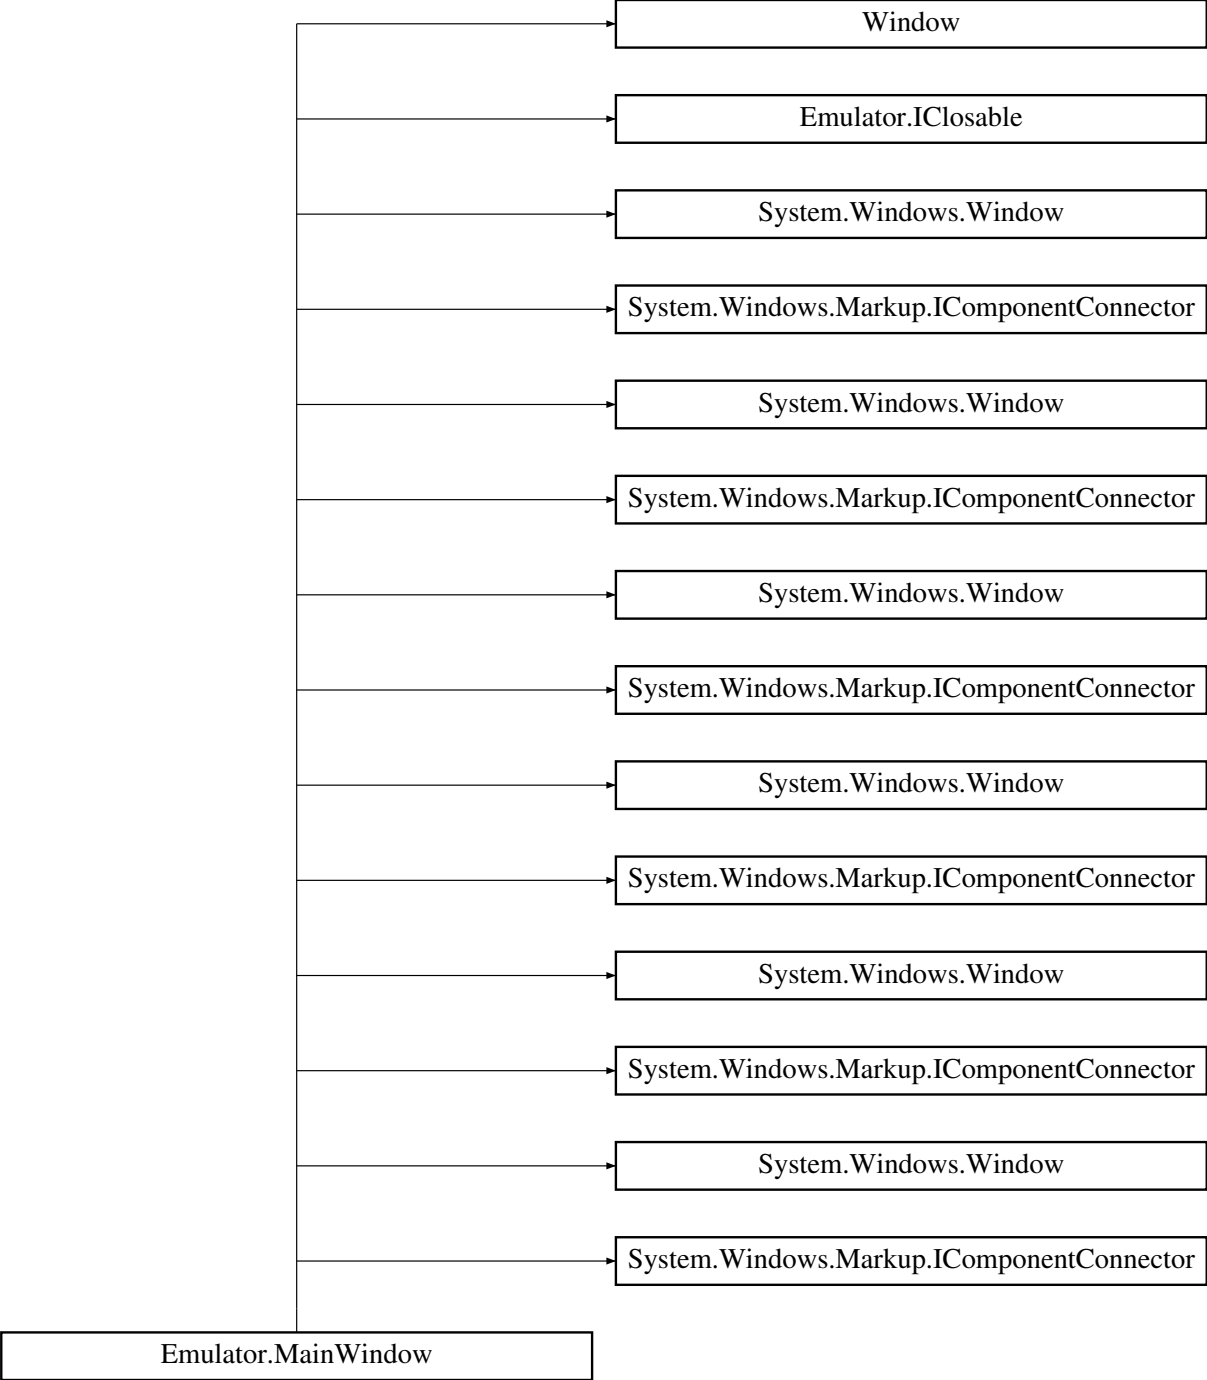 Window
Emulator.IClosable
System.Windows.Window
System.Windows.Markup.IComponentConnector
System.Windows.Window
System.Windows.Markup.IComponentConnector
System.Windows.Window
System.Windows.Markup.IComponentConnector
System.Windows.Window
System.Windows.Markup.IComponentConnector
System.Windows.Window
System.Windows.Markup.IComponentConnector
System.Windows.Window
System.Windows.Markup.IComponentConnector
Emulator.MainWindow